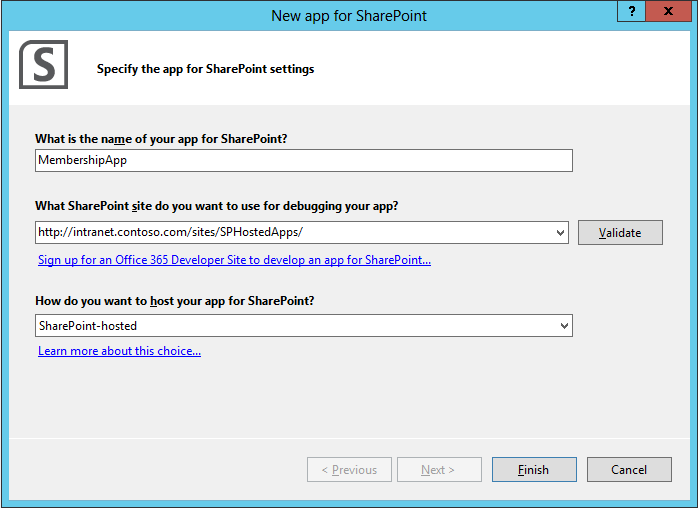 New app for SharePoint
? x
S
Specify the app for SharePoint settings
What is the name of your app for SharePoint?
MembershipApp
What SharePoint site do you want to use for debugging your app?
http://intranet.contoso.com/sites/SPHostedApps/
Validate
Sign up for an Office 365 Developer Site to develop an app for SharePoint...
How do you want to host your app for SharePoint?
SharePoint-hosted
Learn more about this choice...
< Previous Next > Finish Cancel